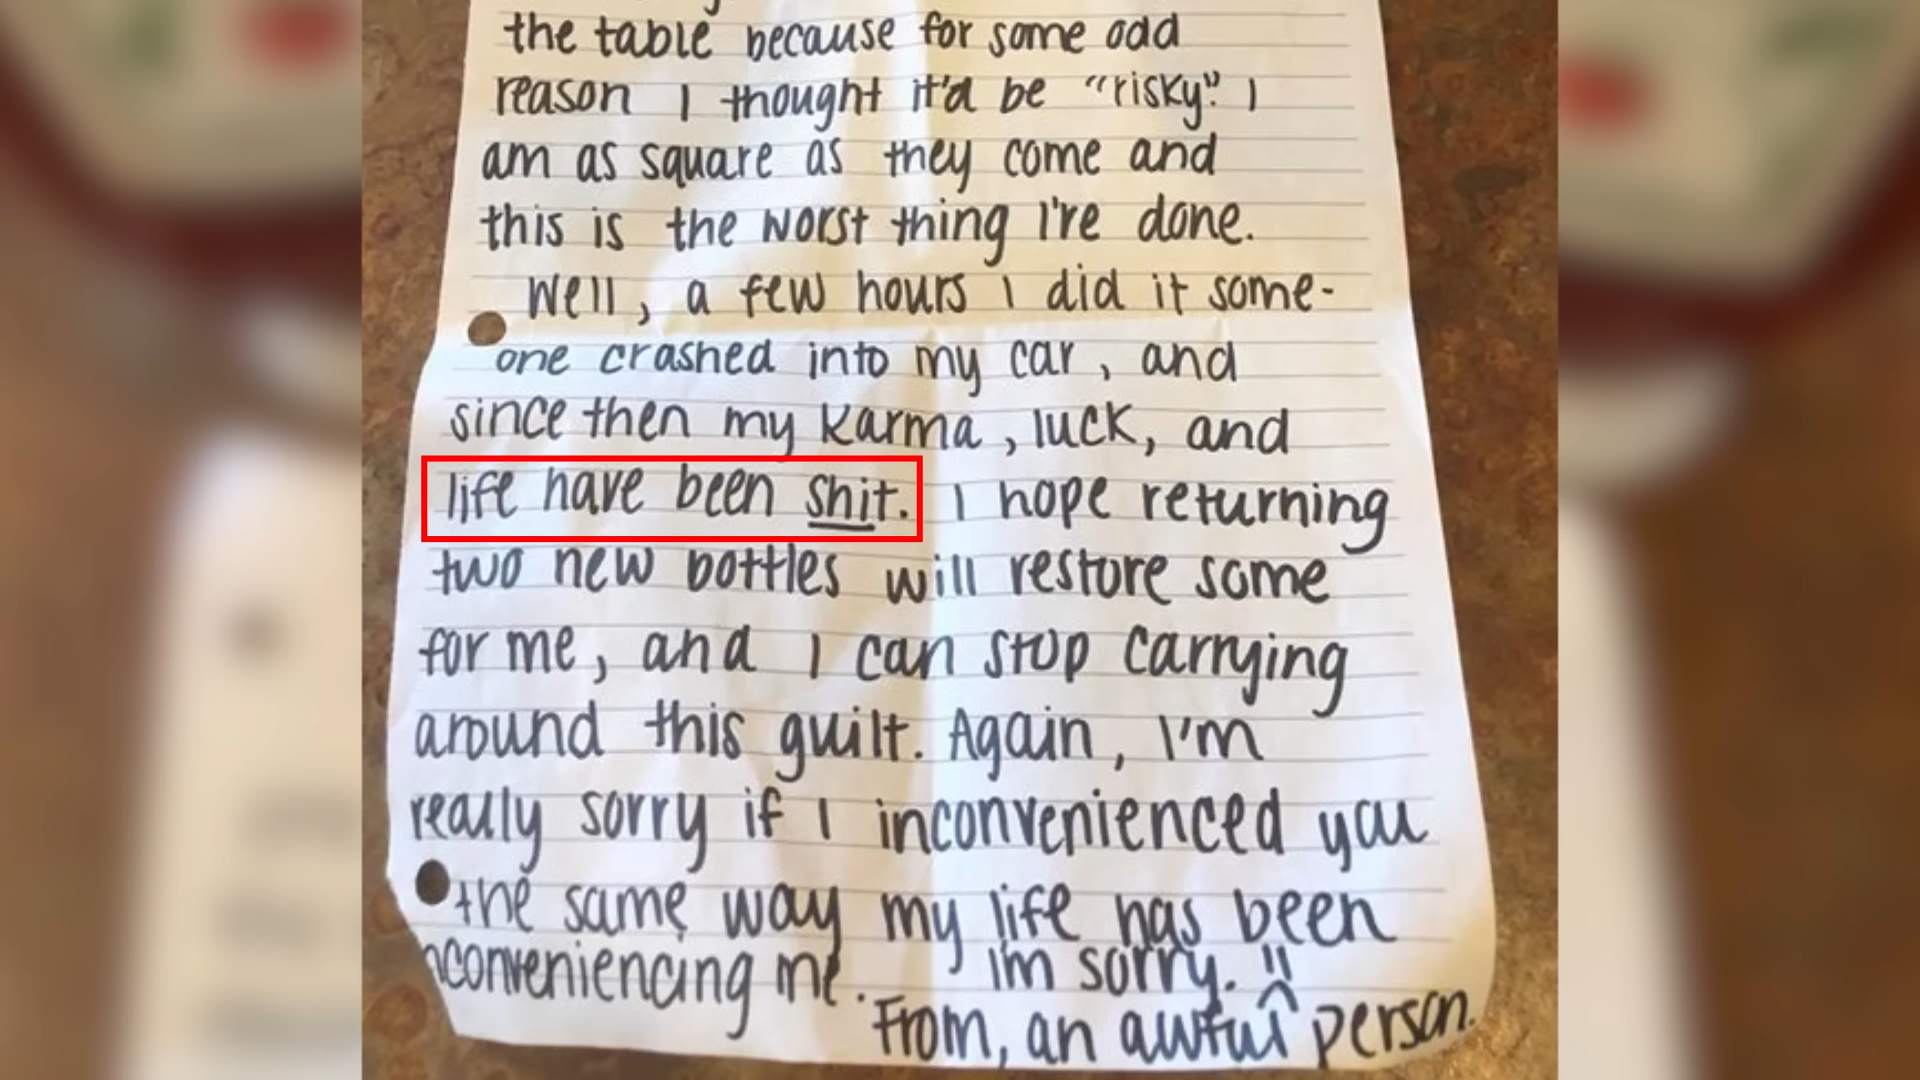 the table because for some odd
reason I thought it'd be "risky". I
am as square as they come and
this is the worst thing I've done.
Well, a few hours I did it some-
one crashed into my car, and
since then my karma, luck, and
life have been shit. I hope returning
two new bottles will restore some
for me, and I can stop carrying
around this guilt. Again, I'm
really sorry if I inconvenienced you
the same way my life has been
nconveniencing me. im sorry.
From, an awful person.